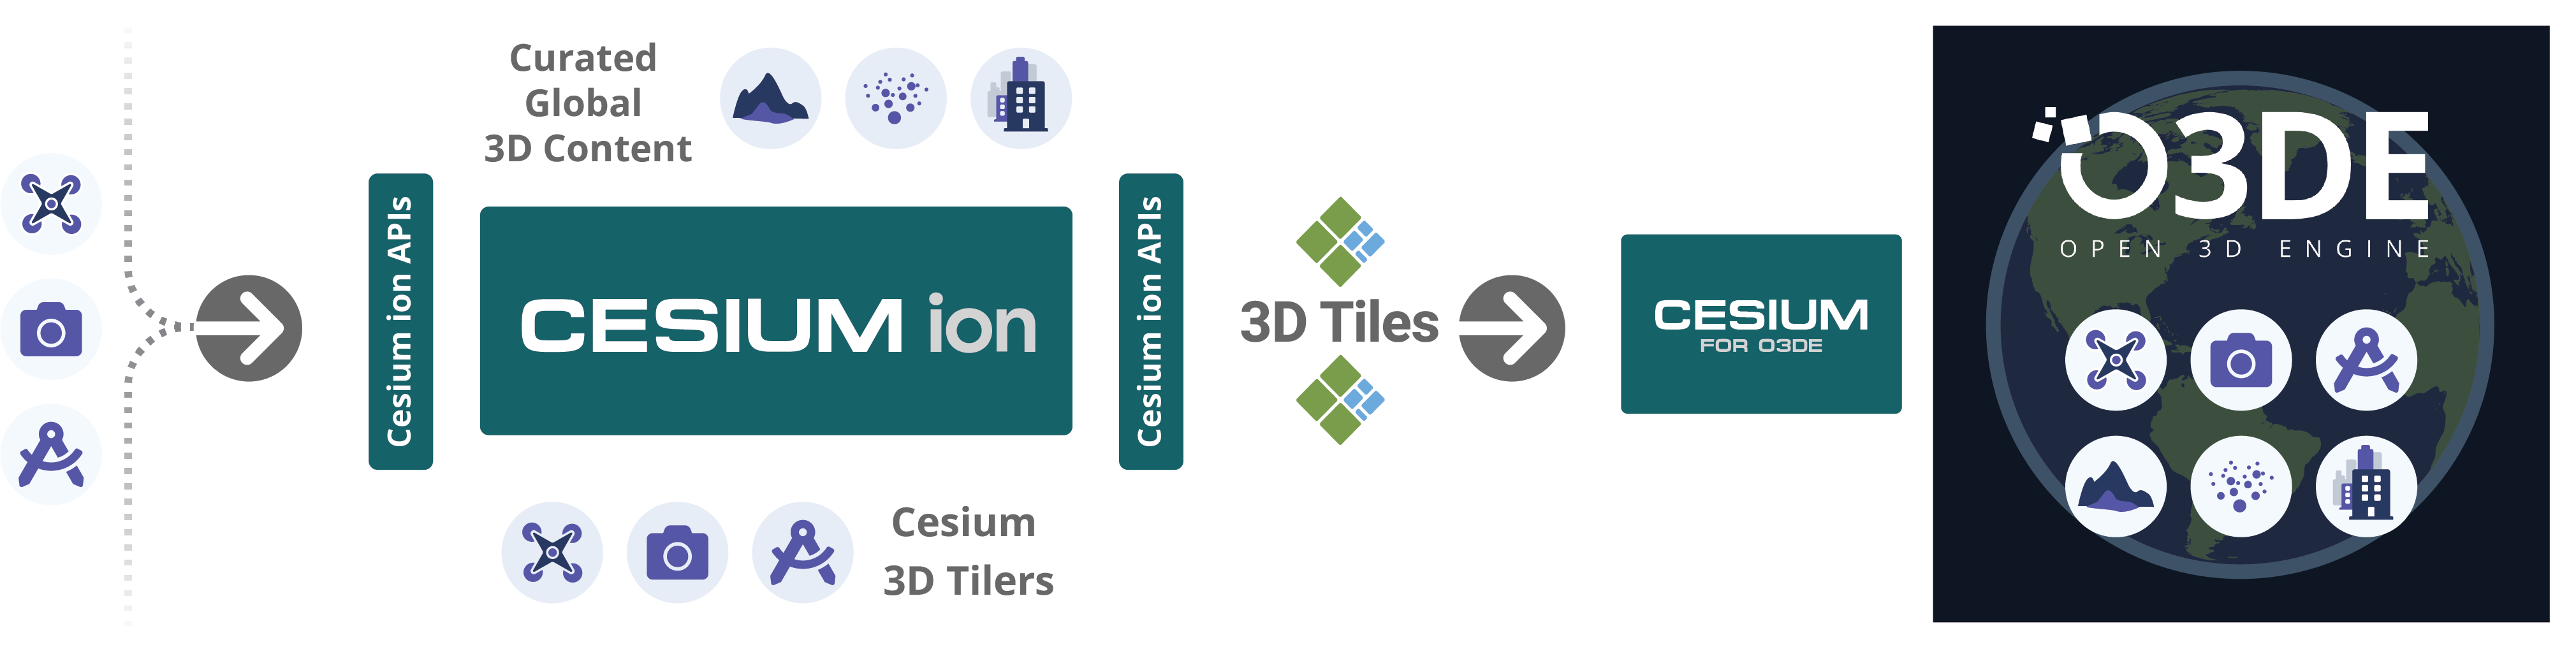 Curated
Global
3D Content
Cesium ion APIs
CESIUM ion
Cesium
3D Tilers
Cesium ion APIs
3D Tiles
CESIUM
FOR O3DE
O3DE
OPEN 3D ENGINE